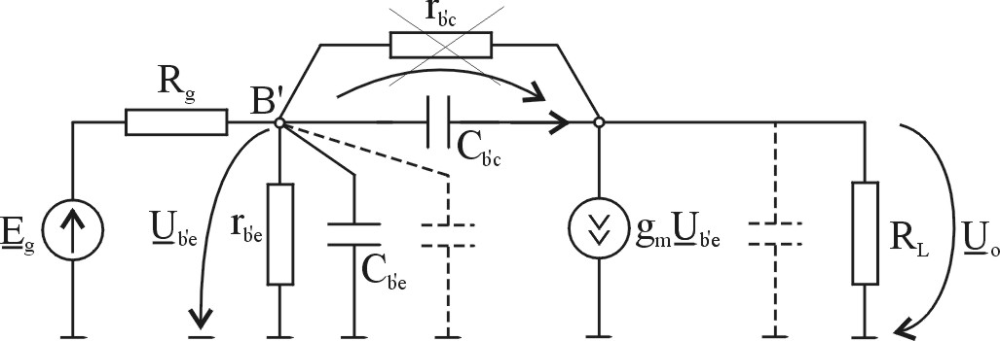 r_b'c
R_g
B'
C_b'c
E_g
U_b'e
r_b'e
C_b'e
g_m U_b'e
R_L
U_o